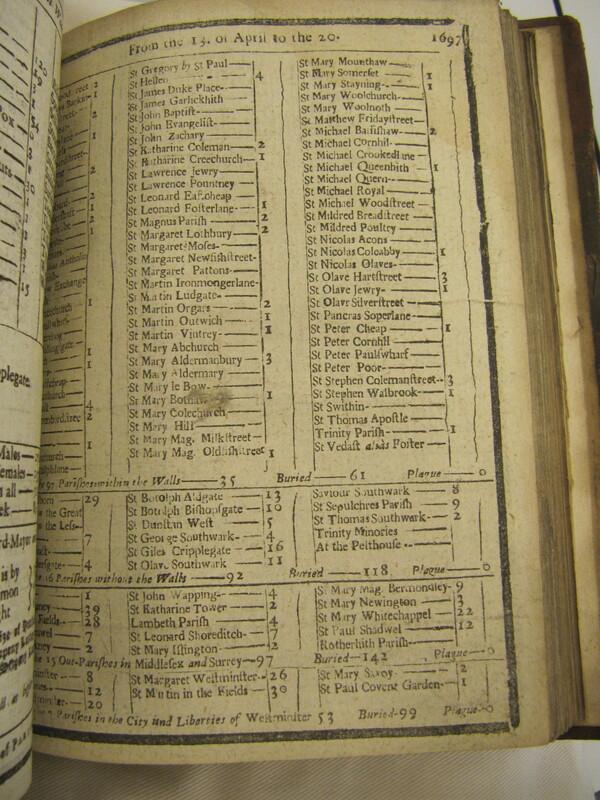 From the 13. of April to the 20. 1697
St Gregory by St Paul
St Hellen 4
St James Duke Place
St James Garlickhith
St John Baptist
St John Evangelist
St John Zachary
St Katharine Coleman 2
St Katharine Creechurch 1
St Lawrence Jewry
St Lawrence Pountney
St Leonard Eastcheap
St Leonard Fosterlane 1
St Magnus Parish 2
St Margaret Lothbury 2
St Margaret Moses
St Margaret Newfishstreet
St Margaret Pattons
St Martin Ironmongerlane
St Martin Ludgate
St Martin Orgars 2
St Martin Outwich 1
St Martin Vintrey 1
St Mary Abchurch
St Mary Aldermanbury 3
St Mary Aldermary
St Mary le Bow
St Mary Bothaw 1
St Mary Colechurch
St Mary Hill
St Mary Mag. Milkstreet
St Mary Mag. Oldfishstreet 1
St Mary Mounthaw
St Mary Somerset 1
St Mary Stayning 1
St Mary Woolchurch
St Mary Woolnoth
St Matthew Fridaystreet
St Michael Bassishaw 2
St Michael Cornhil
St Michael Crookedlane
St Michael Queenhith 1
St Michael Quern
St Michael Royal
St Michael Woodstreet
St Mildred Breadstreet
St Mildred Poultry
St Nicolas Acons
St Nicolas Coleabby 1
St Nicolas Olaves
St Olave Hartstreet 3
St Olave Jewry 1
St Olave Silverstreet
St Pancras Soperlane
St Peter Cheap 1
St Peter Cornhill
St Peter Paulswharf
St Peter Poor
St Stephen Colemanstreet 3
St Stephen Walbrook 1
St Swithin
St Thomas Apostle
Trinity Parish 1
St Vedast alias Foster
97 Parishes within the Walls 35 Buried 61 Plague 0
29
the Great
the Less
7
4
St Botolph Aldgate 13
St Botolph Bishopsgate 10
St Dunstan West 5
St George Southwark 4
St Giles Cripplegate 16
St Olave Southwark 11
Saviour Southwark 8
St Sepulchres Parish 9
St Thomas Southwark 2
Trinity Minories
At the Pesthouse
16 Parishes without the Walls 92 Buried 118 Plague 0
1
39
Fields 28
7
2
St John Wapping 4
St Katharine Tower 2
Lambeth Parish 4
St Leonard Shoreditch 7
St Mary Islington 2
St Mary Mag. Bermondsey 9
St Mary Newington 3
St Mary Whitechappel 22
St Paul Shadwel 12
Rotherhith Parish
The 15 Out-Parishes in Middlesex and Surrey 97 Buried 142 Plague 0
8
12
20
St Margaret Westminster 26
St Martin in the Fields 30
St Mary Savoy 2
St Paul Covent Garden 1
Parishes in the City and Liberties of Westminster 53 Buried 99 Plague 0